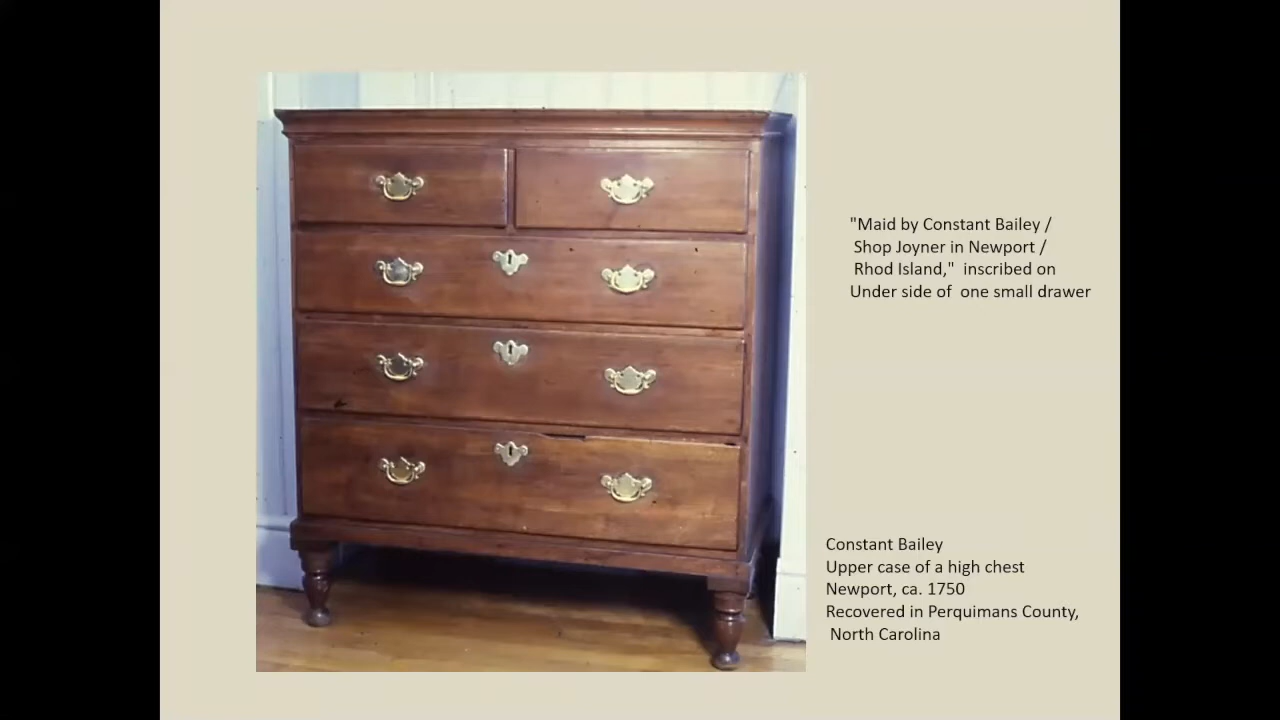 "Maid by Constant Bailey /
Shop Joyner in Newport /
Rhod Island," inscribed on
Under side of one small drawer
Constant Bailey
Upper case of a high chest
Newport, ca. 1750
Recovered in Perquimans County,
North Carolina